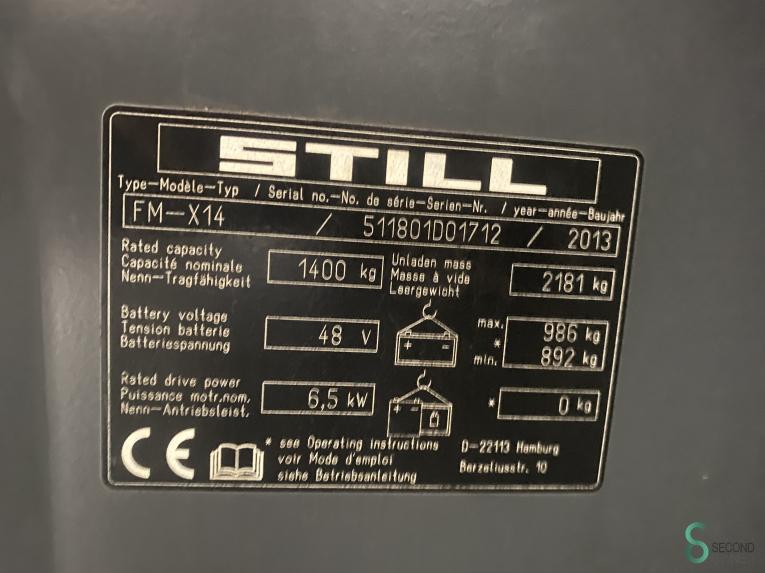 STILL
Type-Modèle-Typ / Serial no.-No. de série-Serien-Nr. / year-année-Baujahr
FM-X14 / 511801D01712 / 2013
Rated capacity
Capacité nominale
Nenn-Tragfähigkeit
1400 kg
Unladen mass
Masse à vide
Leergewicht
2181 kg
Battery voltage
Tension batterie
Batteriespannung
48 V
max. 986 kg
*
min. 892 kg
Rated drive power
Puissance motr.nom.
Nenn-Antriebsleist.
6,5 kW
* 0 kg
CE
* see Operating instructions
voir Mode d'emploi
siehe Betriebsanleitung
D-22113 Hamburg
Berzeliusstr. 10
SECOND